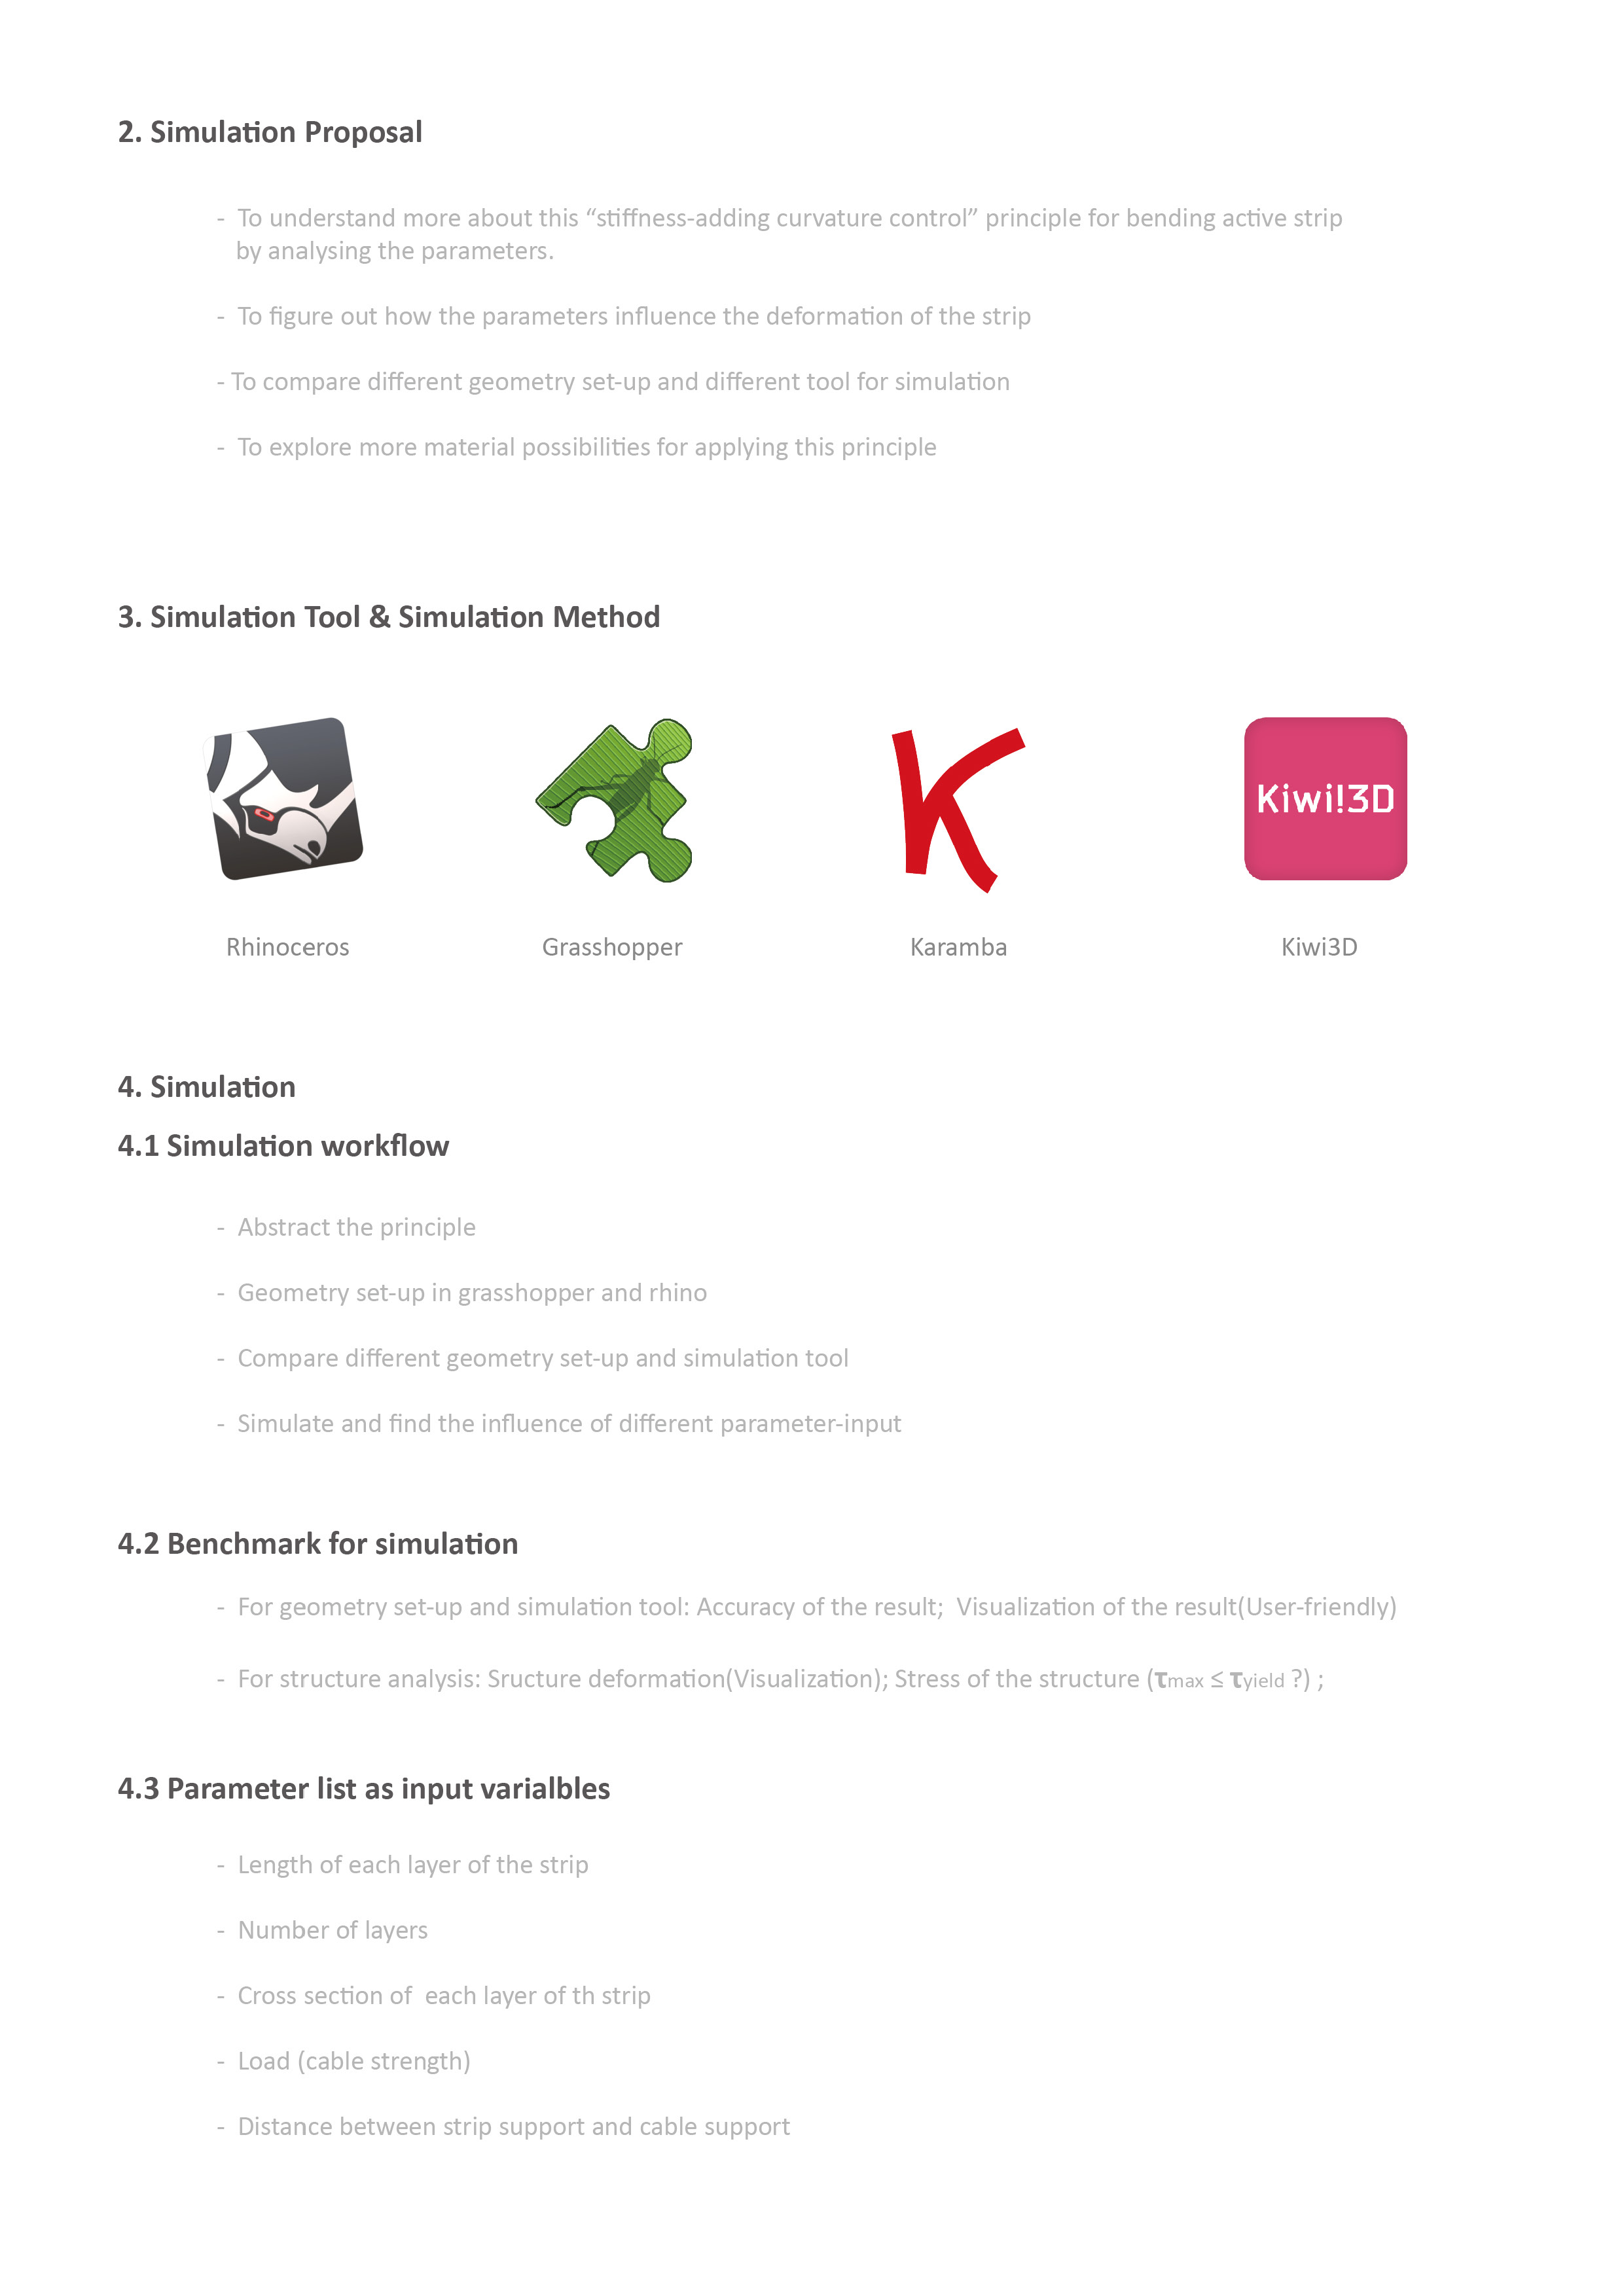 2. Simulation Proposal
- To understand more about this “stiffness-adding curvature control” principle for bending active strip
by analysing the parameters.
- To figure out how the parameters influence the deformation of the strip
- To compare different geometry set-up and different tool for simulation
- To explore more material possibilities for applying this principle
3. Simulation Tool & Simulation Method
Kiwi!3D
Rhinoceros Grasshopper Karamba Kiwi3D
4. Simulation
4.1 Simulation workflow
- Abstract the principle
- Geometry set-up in grasshopper and rhino
- Compare different geometry set-up and simulation tool
- Simulate and find the influence of different parameter-input
4.2 Benchmark for simulation
- For geometry set-up and simulation tool: Accuracy of the result; Visualization of the result(User-friendly)
- For structure analysis: Sructure deformation(Visualization); Stress of the structure (τmax ≤ τyield ?) ;
4.3 Parameter list as input varialbles
- Length of each layer of the strip
- Number of layers
- Cross section of each layer of th strip
- Load (cable strength)
- Distance between strip support and cable support